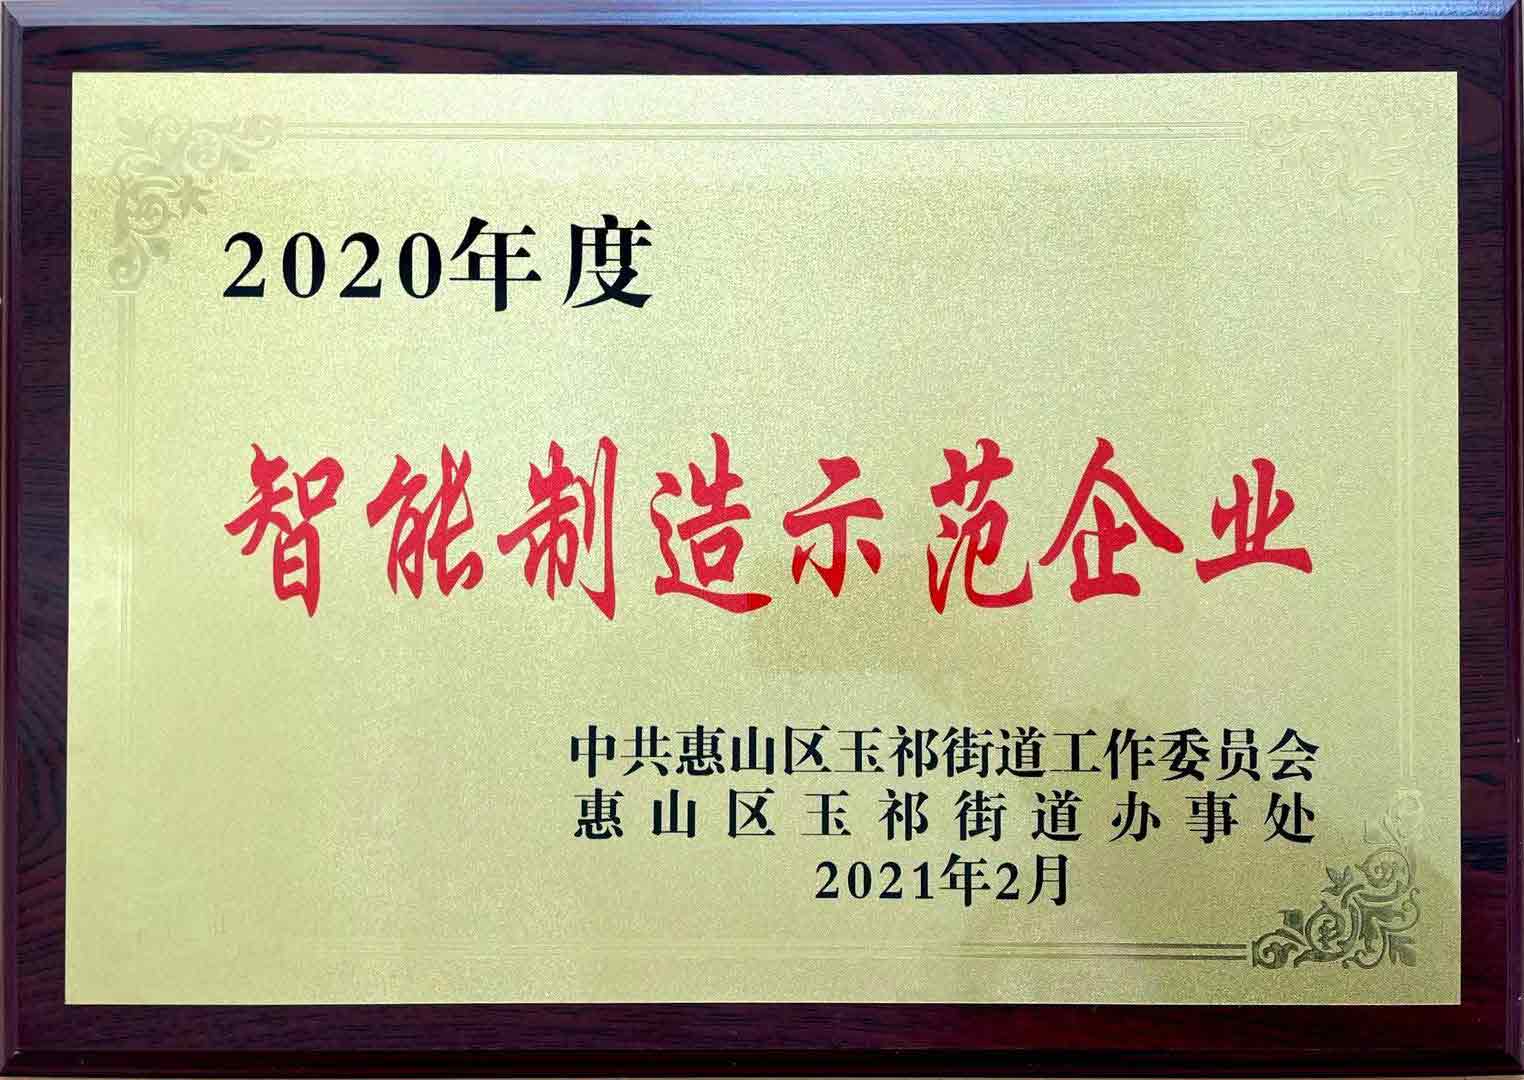 2020年度
智能制造示范企业
中共惠山区玉祁街道工作委员会
惠山区玉祁街道办事处
2021年2月